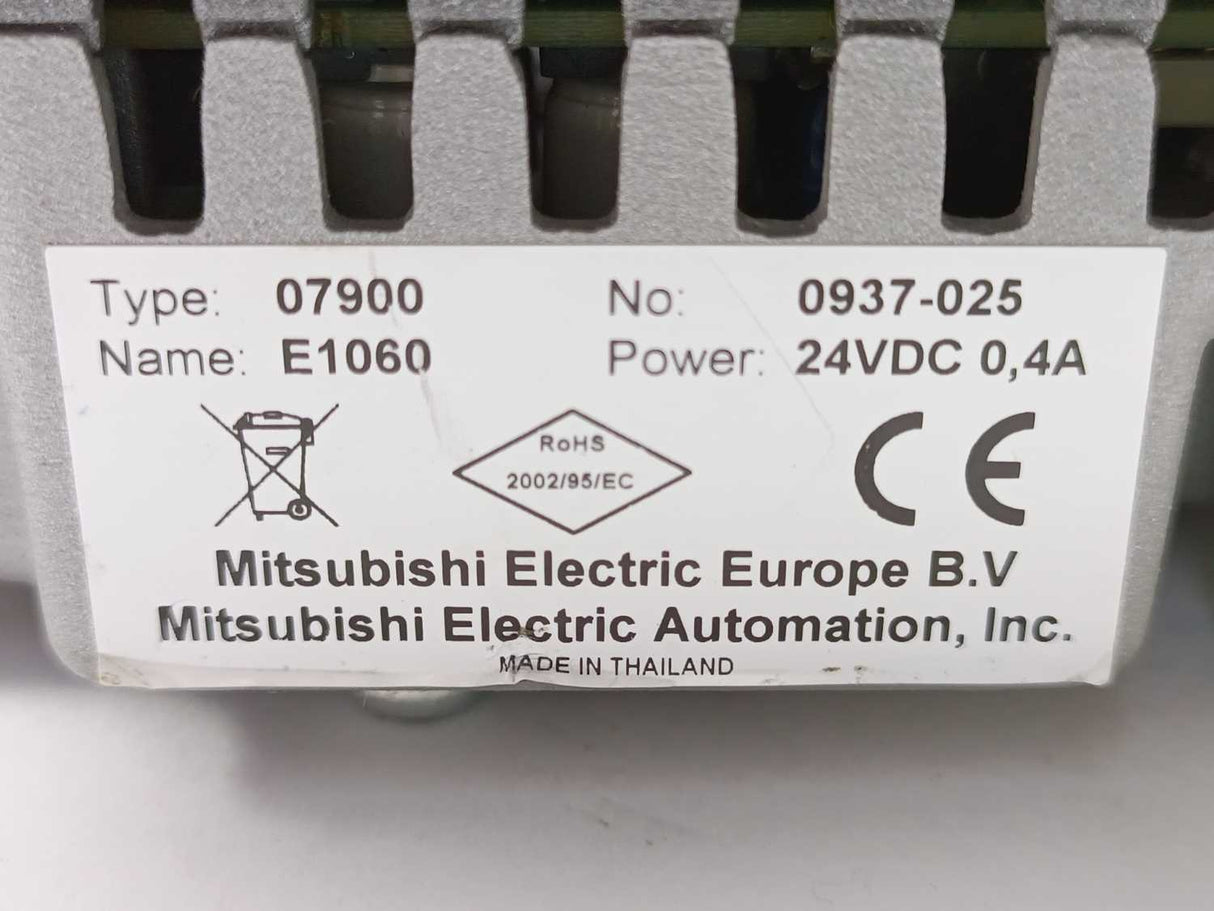 Type: 07900 No: 0937-025
Name: E1060 Power: 24VDC 0,4A
RoHS
2002/95/EC
CE
Mitsubishi Electric Europe B.V
Mitsubishi Electric Automation, Inc.
MADE IN THAILAND